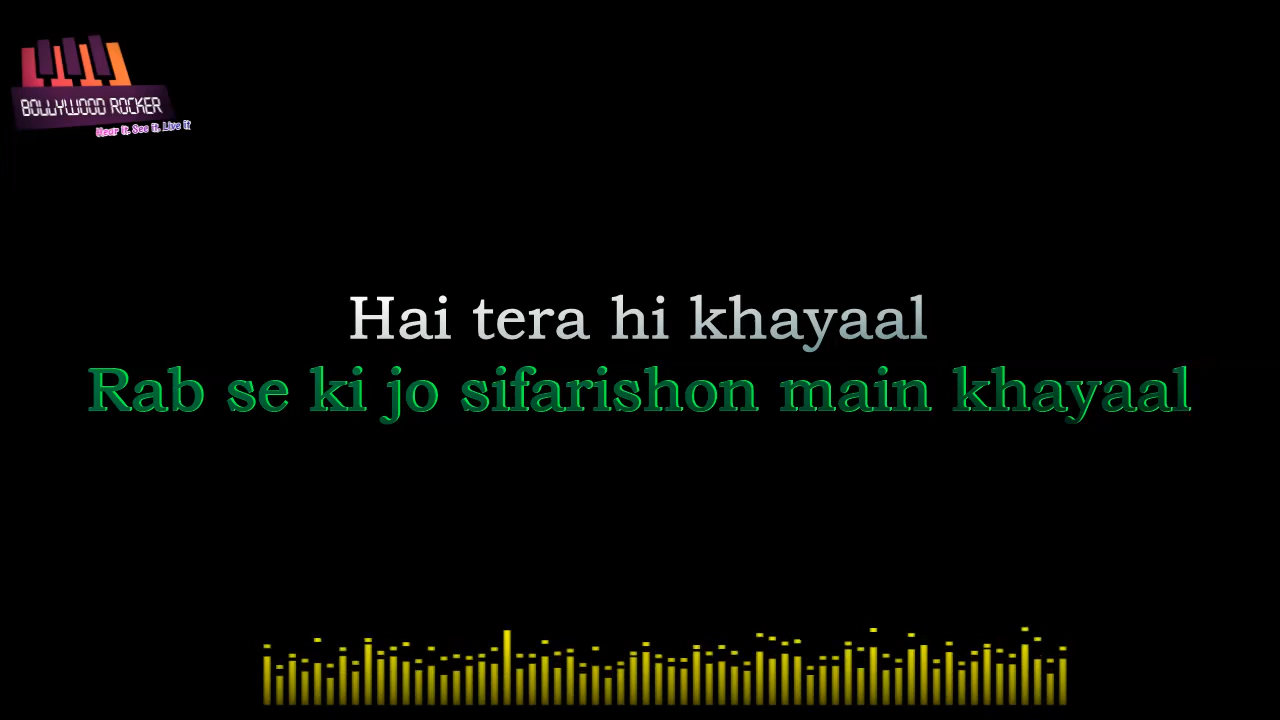 BOLLYWOOD ROCKER
Hear it. See it. Live it
Hai tera hi khayaal
Rab se ki jo sifarishon main khayaal